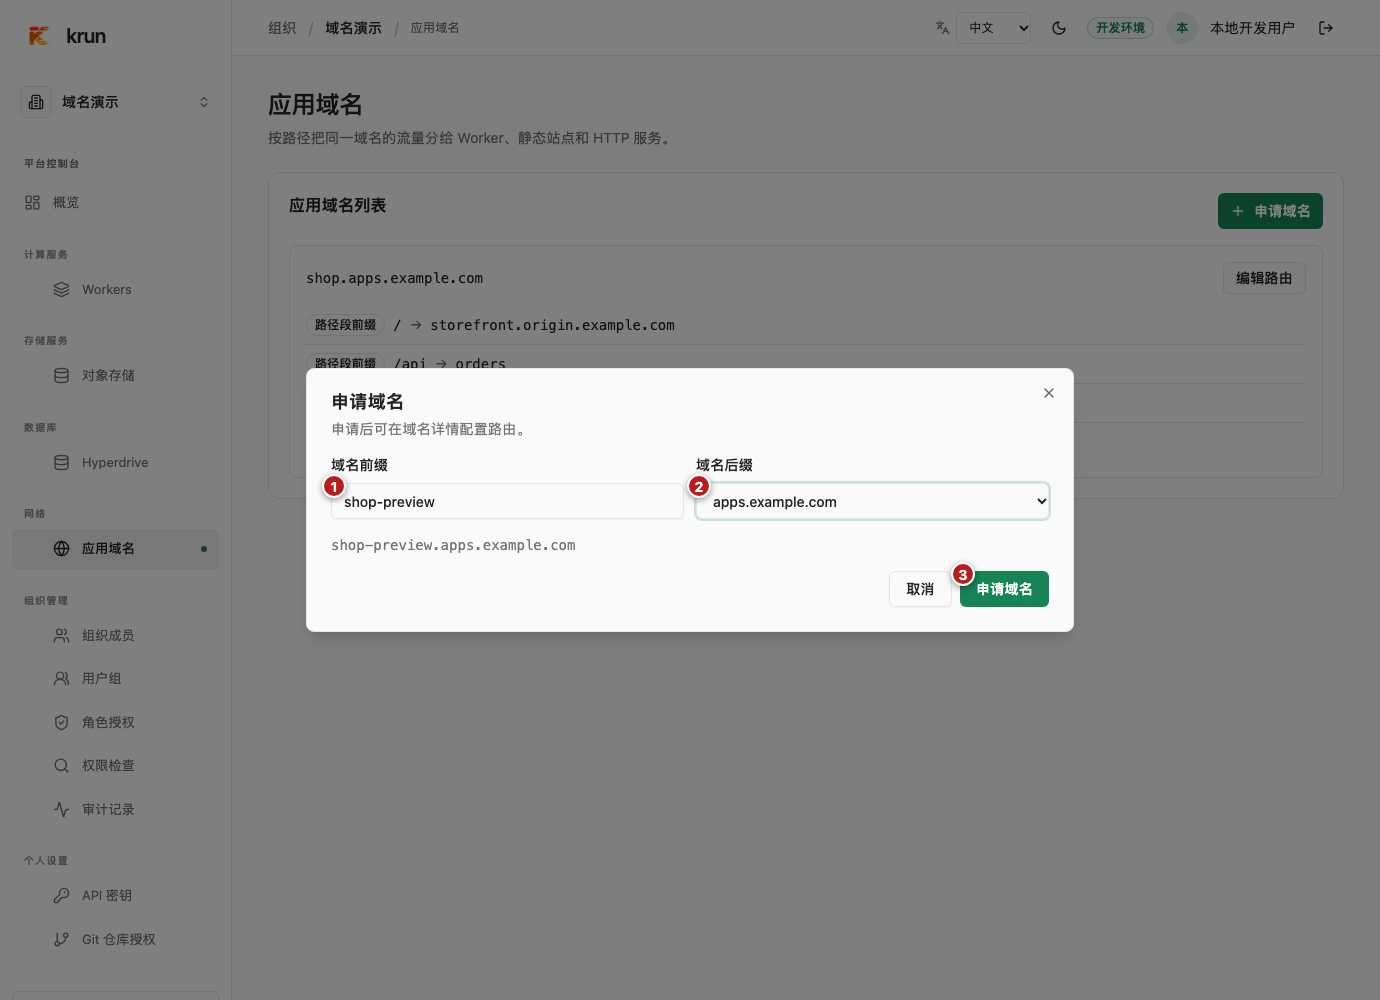 krun
组织 / 域名演示 / 应用域名
中文
开发环境
本
本地开发用户
域名演示
平台控制台
概览
计算服务
Workers
存储服务
对象存储
数据库
Hyperdrive
网络
应用域名
组织管理
组织成员
用户组
角色授权
权限检查
审计记录
个人设置
API 密钥
Git 仓库授权
应用域名
按路径把同一域名的流量分给 Worker、静态站点和 HTTP 服务。
应用域名列表
+ 申请域名
shop.apps.example.com
编辑路由
路径段前缀 / → storefront.origin.example.com
路径段前缀 /api → orders
申请域名
申请后可在域名详情配置路由。
域名前缀
域名后缀
1
shop-preview
2
apps.example.com
shop-preview.apps.example.com
取消
3
申请域名